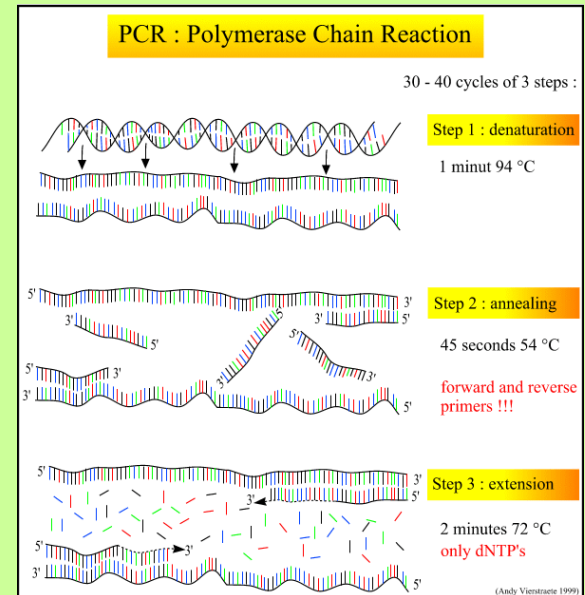 PCR : Polymerase Chain Reaction
30 - 40 cycles of 3 steps :
Step 1 : denaturation
1 minut 94 °C
5'
3'
3'
5'
Step 2 : annealing
3'
5'
5'
3'
5'
45 seconds 54 °C
5'
3'
3'
3'
3'
5'
forward and reverse
primers !!!
5'
3'
3'
5'
Step 3 : extension
5'
3'
3'
5'
2 minutes 72 °C
only dNTP's
(Andy Vierstraete 1999)